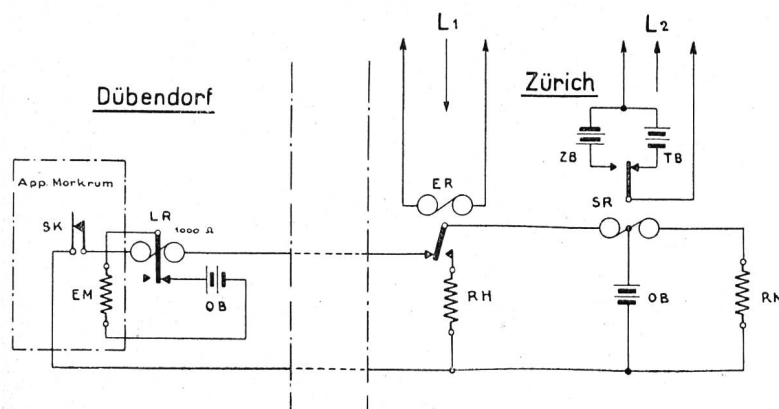 L1
L2
Dübendorf
Zürich
ZB
TB
App. Morkrum
ER
SR
SK
LR
1000 Ω
EM
OB
RH
OB
RN